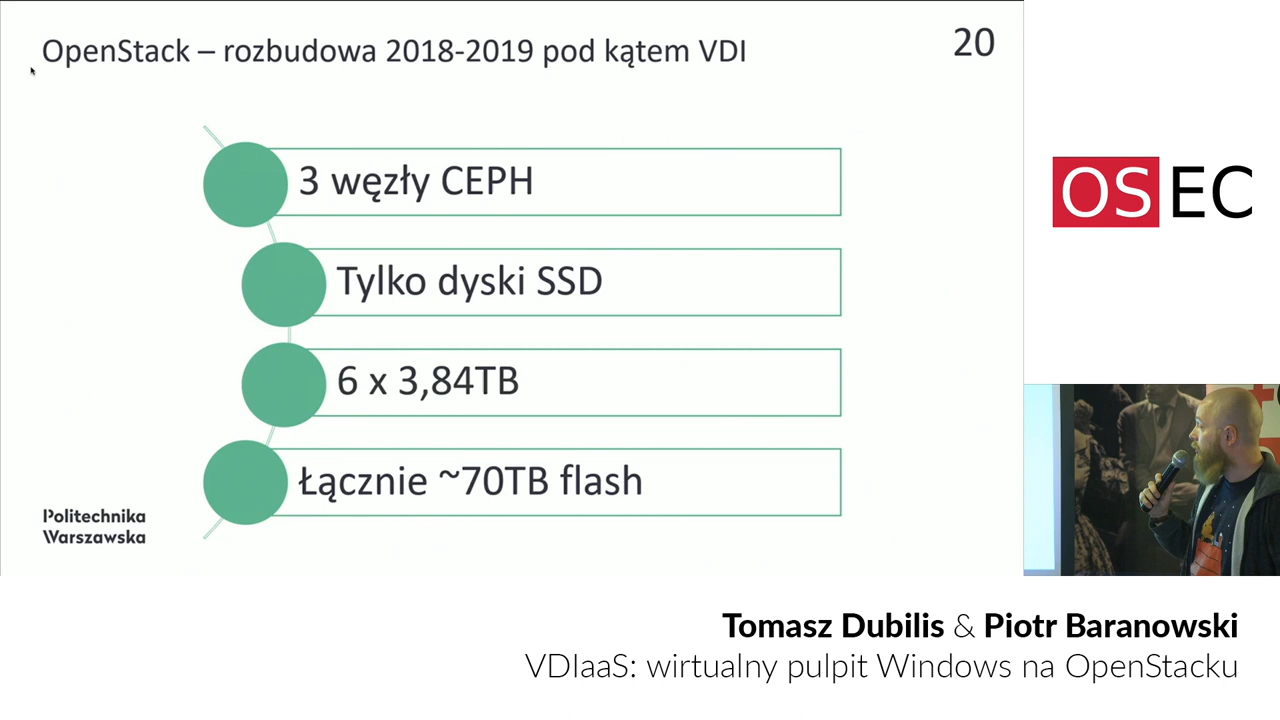 OpenStack – rozbudowa 2018-2019 pod kątem VDI
20
3 węzły CEPH
Tylko dyski SSD
6 x 3,84TB
Łącznie ~70TB flash
Politechnika
Warszawska
OSEC
Tomasz Dubilis & Piotr Baranowski
VDIaaS: wirtualny pulpit Windows na OpenStacku